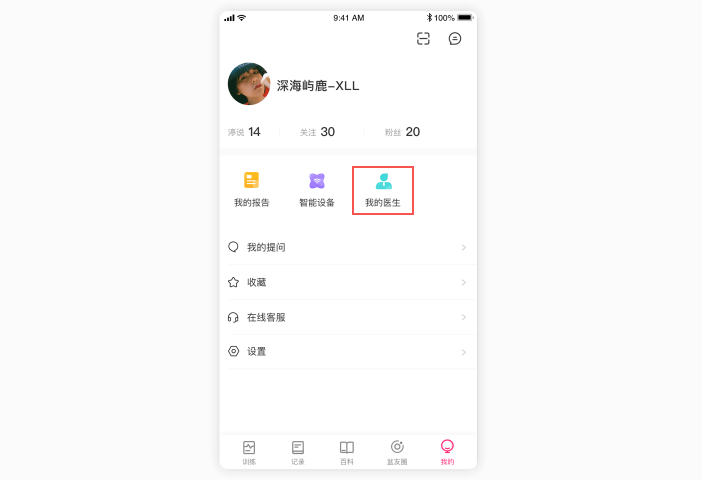 9:41 AM
100%
深海屿鹿-XLL
渟说 14
关注 30
粉丝 20
我的报告
智能设备
我的医生
我的提问
收藏
在线客服
设置
训练
记录
百科
盆友圈
我的